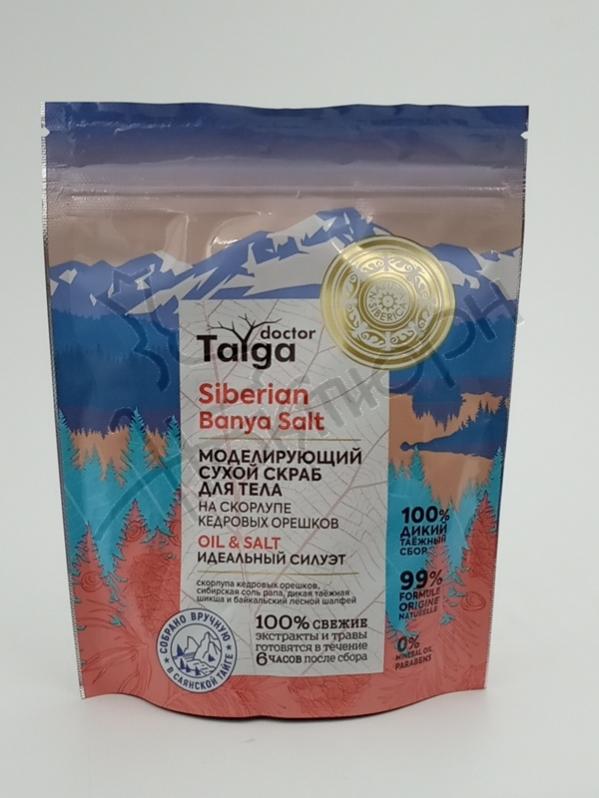 NATURA
SIBERICA
doctor
Taiga
Siberian
Banya Salt
МОДЕЛИРУЮЩИЙ
СУХОЙ СКРАБ
ДЛЯ ТЕЛА
НА СКОРЛУПЕ
КЕДРОВЫХ ОРЕШКОВ
OIL & SALT
ИДЕАЛЬНЫЙ СИЛУЭТ
скорлупа кедровых орешков,
сибирская соль рапа, дикая таёжная
шикша и байкальский лесной шалфей
100% СВЕЖИЕ
экстракты и травы
готовятся в течение
6 ЧАСОВ после сбора
СОБРАНО ВРУЧНУЮ
В САЯНСКОЙ ТАЙГЕ
100%
ДИКИЙ
ТАЁЖНЫЙ
СБОР
99%
FORMULE
ORIGINE
NATURELLE
0%
MINERAL OIL,
PARABENS